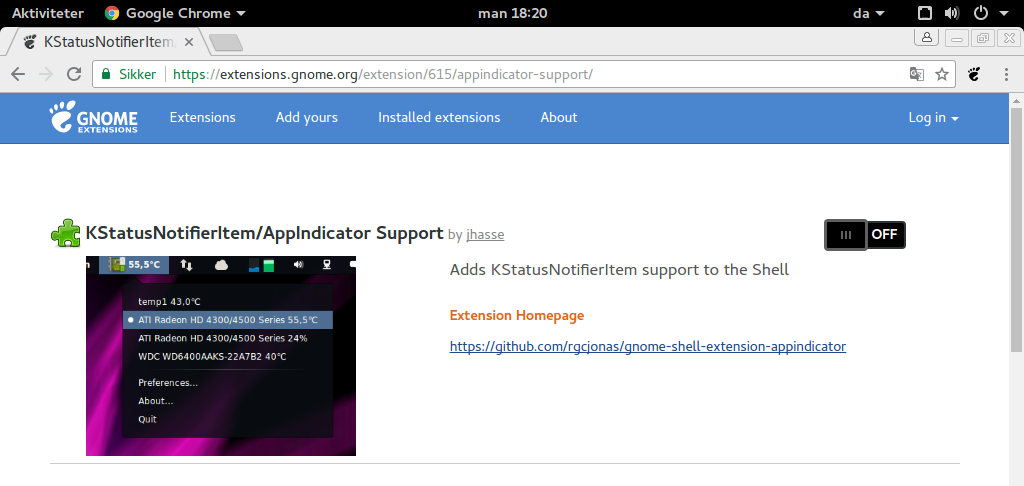 Aktiviteter Google Chrome man 18:20 da
KStatusNotifierItem
Sikker https://extensions.gnome.org/extension/615/appindicator-support/
GNOME
EXTENSIONS
Extensions Add yours Installed extensions About Log in
KStatusNotifierItem/AppIndicator Support by jhasse OFF
55,5°C
temp1 43,0°C
ATI Radeon HD 4300/4500 Series 55,5°C
ATI Radeon HD 4300/4500 Series 24%
WDC WD6400AAKS-22A7B2 40°C
Preferences...
About...
Quit
Adds KStatusNotifierItem support to the Shell
Extension Homepage
https://github.com/rgcjonas/gnome-shell-extension-appindicator